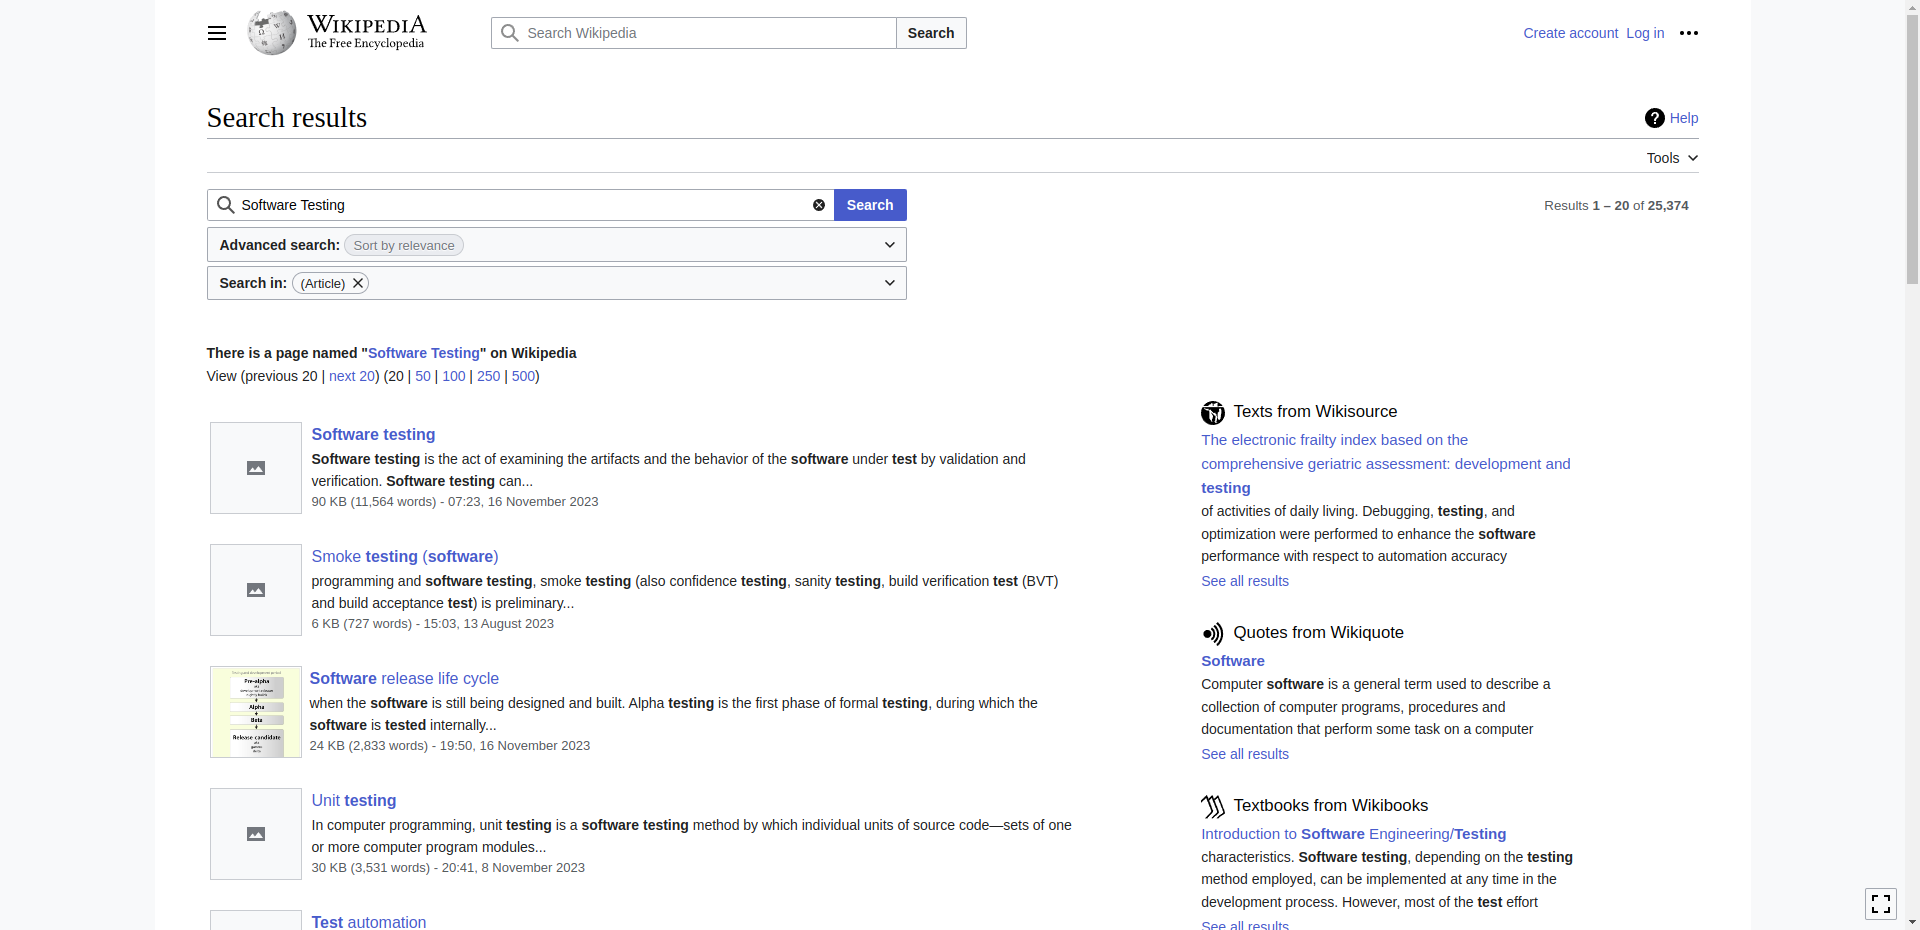 WIKIPEDIA
The Free Encyclopedia
Search Wikipedia
Search
Create account
Log in
Search results
Help
Tools
Software Testing
Search
Results 1 – 20 of 25,374
Advanced search: Sort by relevance
Search in: (Article)
There is a page named "Software Testing" on Wikipedia
View (previous 20 | next 20) (20 | 50 | 100 | 250 | 500)
Software testing
Software testing is the act of examining the artifacts and the behavior of the software under test by validation and
verification. Software testing can...
90 KB (11,564 words) - 07:23, 16 November 2023
Smoke testing (software)
programming and software testing, smoke testing (also confidence testing, sanity testing, build verification test (BVT)
and build acceptance test) is preliminary...
6 KB (727 words) - 15:03, 13 August 2023
Pre-alpha
Alpha
Beta
Release candidate
Software release life cycle
when the software is still being designed and built. Alpha testing is the first phase of formal testing, during which the
software is tested internally...
24 KB (2,833 words) - 19:50, 16 November 2023
Unit testing
In computer programming, unit testing is a software testing method by which individual units of source code—sets of one
or more computer program modules...
30 KB (3,531 words) - 20:41, 8 November 2023
Test automation
Texts from Wikisource
The electronic frailty index based on the
comprehensive geriatric assessment: development and
testing
of activities of daily living. Debugging, testing, and
optimization were performed to enhance the software
performance with respect to automation accuracy
See all results
Quotes from Wikiquote
Software
Computer software is a general term used to describe a
collection of computer programs, procedures and
documentation that perform some task on a computer
See all results
Textbooks from Wikibooks
Introduction to Software Engineering/Testing
characteristics. Software testing, depending on the testing
method employed, can be implemented at any time in the
development process. However, most of the test effort
See all results